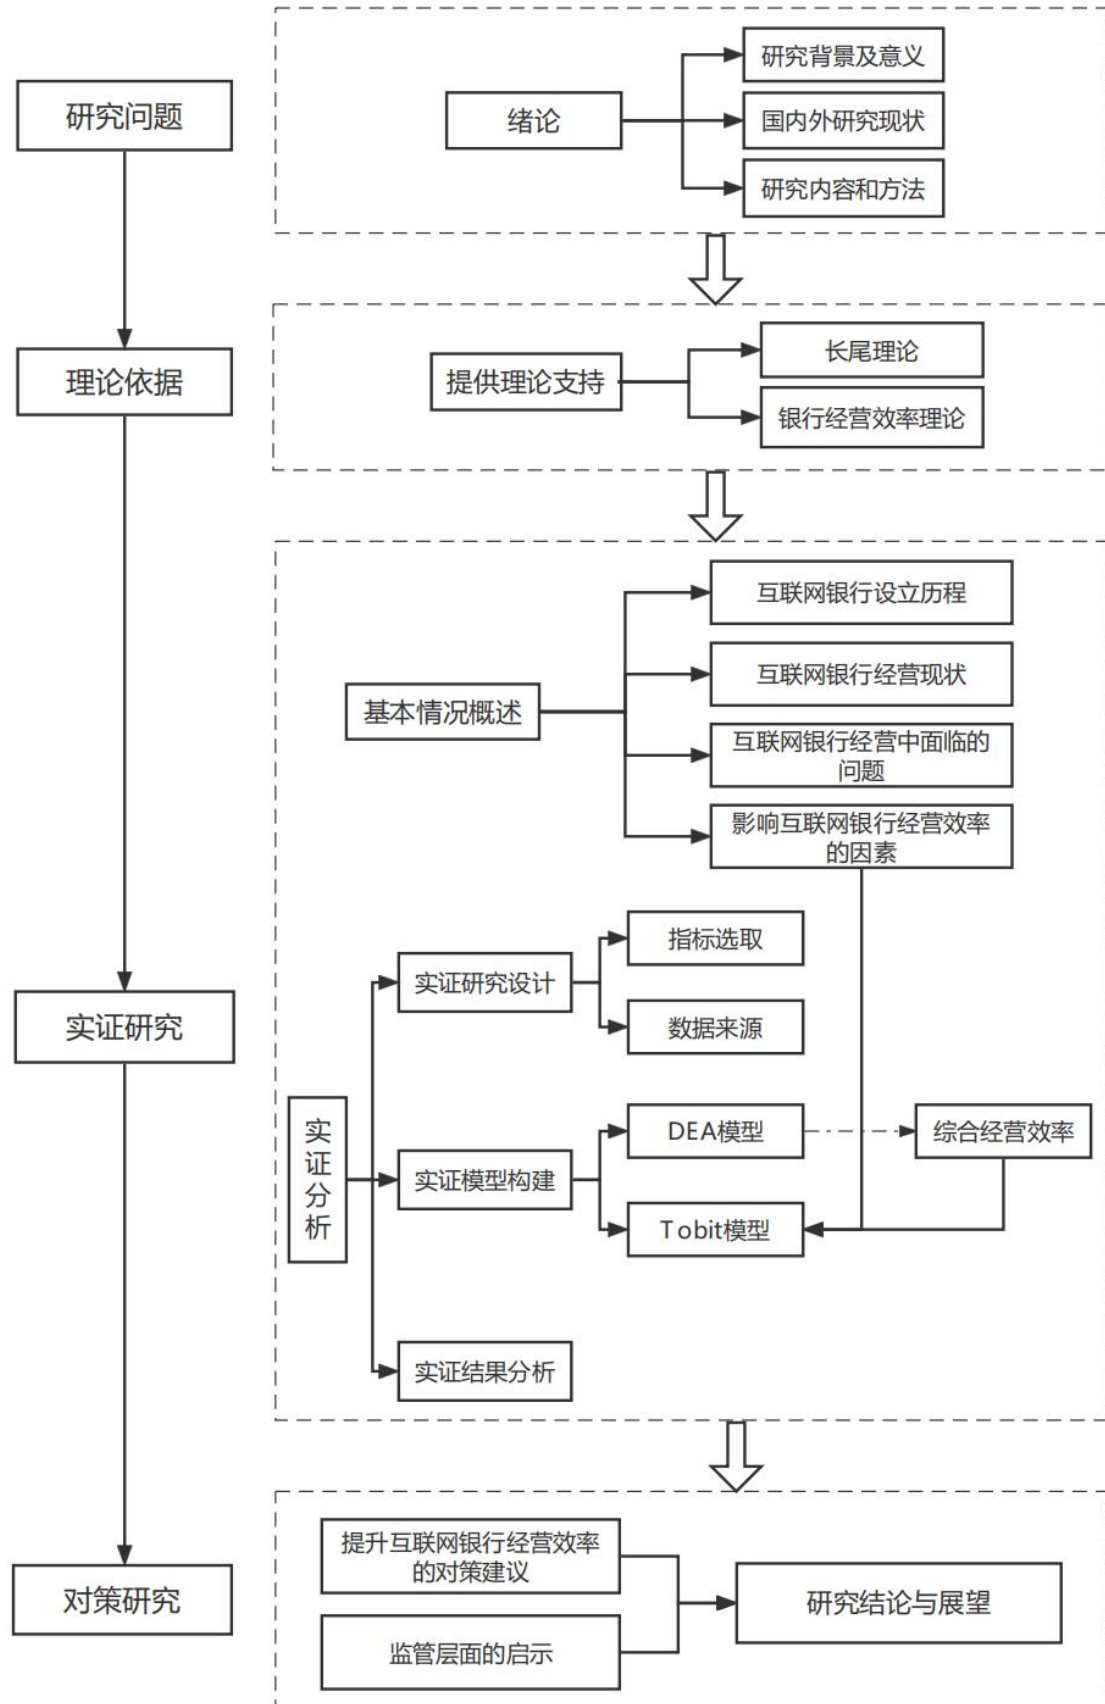 研究问题
绪论
研究背景及意义
国内外研究现状
研究内容和方法
理论依据
提供理论支持
长尾理论
银行经营效率理论
基本情况概述
互联网银行设立历程
互联网银行经营现状
互联网银行经营中面临的
问题
影响互联网银行经营效率
的因素
实证研究
实证分析
实证研究设计
指标选取
数据来源
实证模型构建
DEA模型
综合经营效率
Tobit模型
实证结果分析
对策研究
提升互联网银行经营效率
的对策建议
监管层面的启示
研究结论与展望